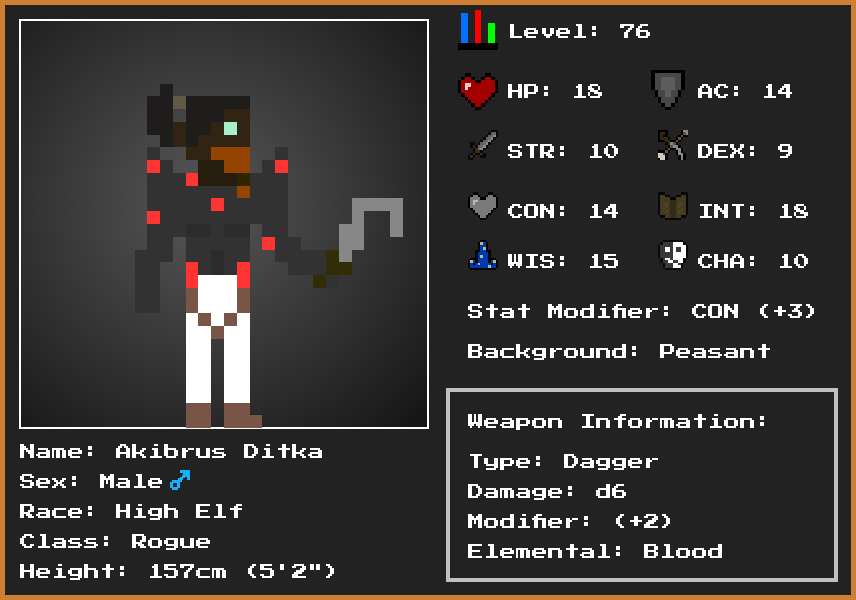 Level: 76
HP: 18
AC: 14
STR: 10
DEX: 9
CON: 14
INT: 18
WIS: 15
CHA: 10
Stat Modifier: CON (+3)
Background: Peasant
Weapon Information:
Type: Dagger
Damage: d6
Modifier: (+2)
Elemental: Blood
Name: Akibrus Ditka
Sex: Male ♂
Race: High Elf
Class: Rogue
Height: 157cm (5'2")